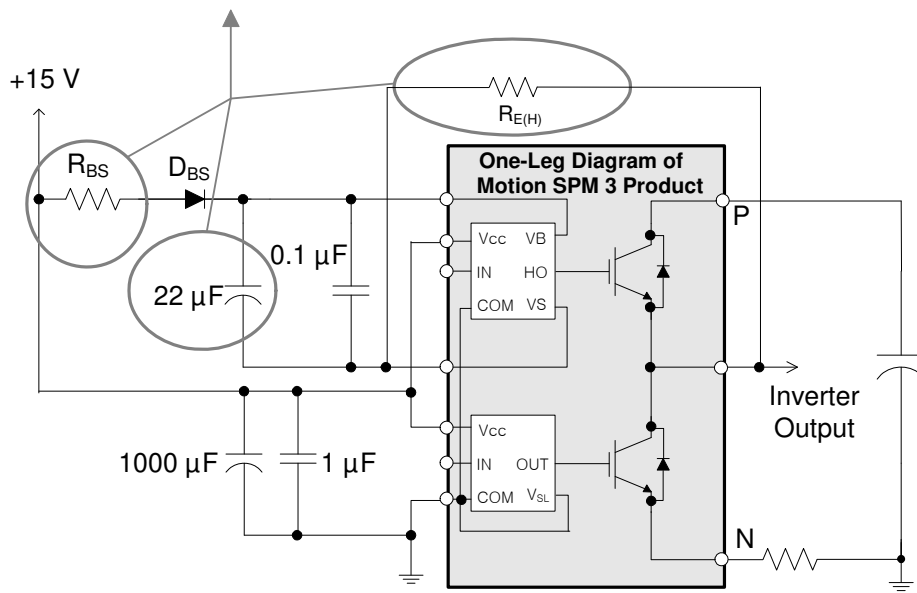 +15 V
R_BS
D_BS
R_E(H)
One-Leg Diagram of
Motion SPM 3 Product
P
Vcc
VB
IN
HO
COM
VS
0.1 µF
22 µF
Inverter
Output
Vcc
IN
OUT
COM
V_SL
1000 µF
1 µF
N